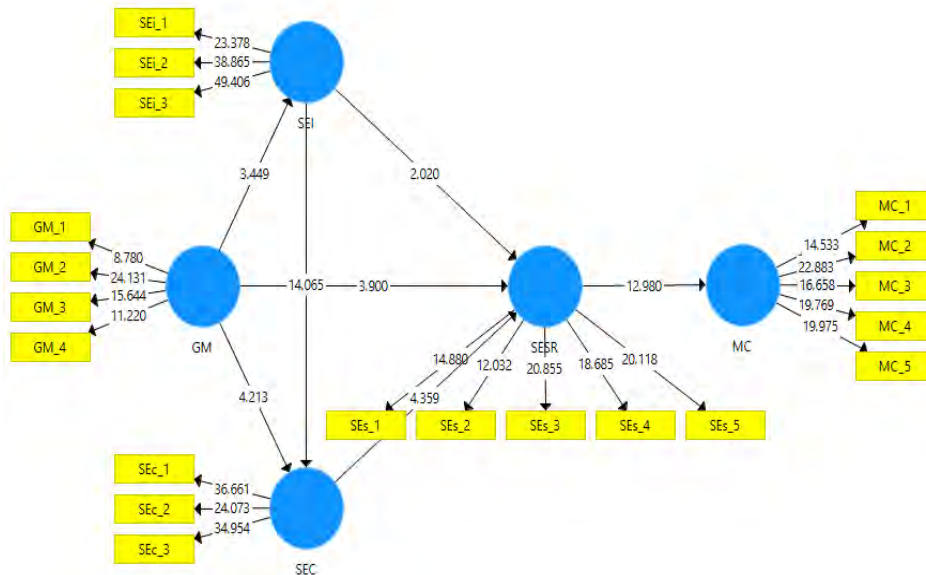 SEi_1
23.378
SEi_2
38.865
SEi_3
49.406
SEI
3.449
2.020
GM_1
8.780
GM_2
24.131
GM_3
15.644
GM_4
11.220
GM
14.065
3.900
SESR
12.980
MC
MC_1
14.533
MC_2
22.883
MC_3
16.658
MC_4
19.769
MC_5
19.975
4.213
4.359
14.880
12.032
20.855
18.685
20.118
SEs_1
SEs_2
SEs_3
SEs_4
SEs_5
SEc_1
36.661
SEc_2
24.073
SEc_3
34.954
SEC